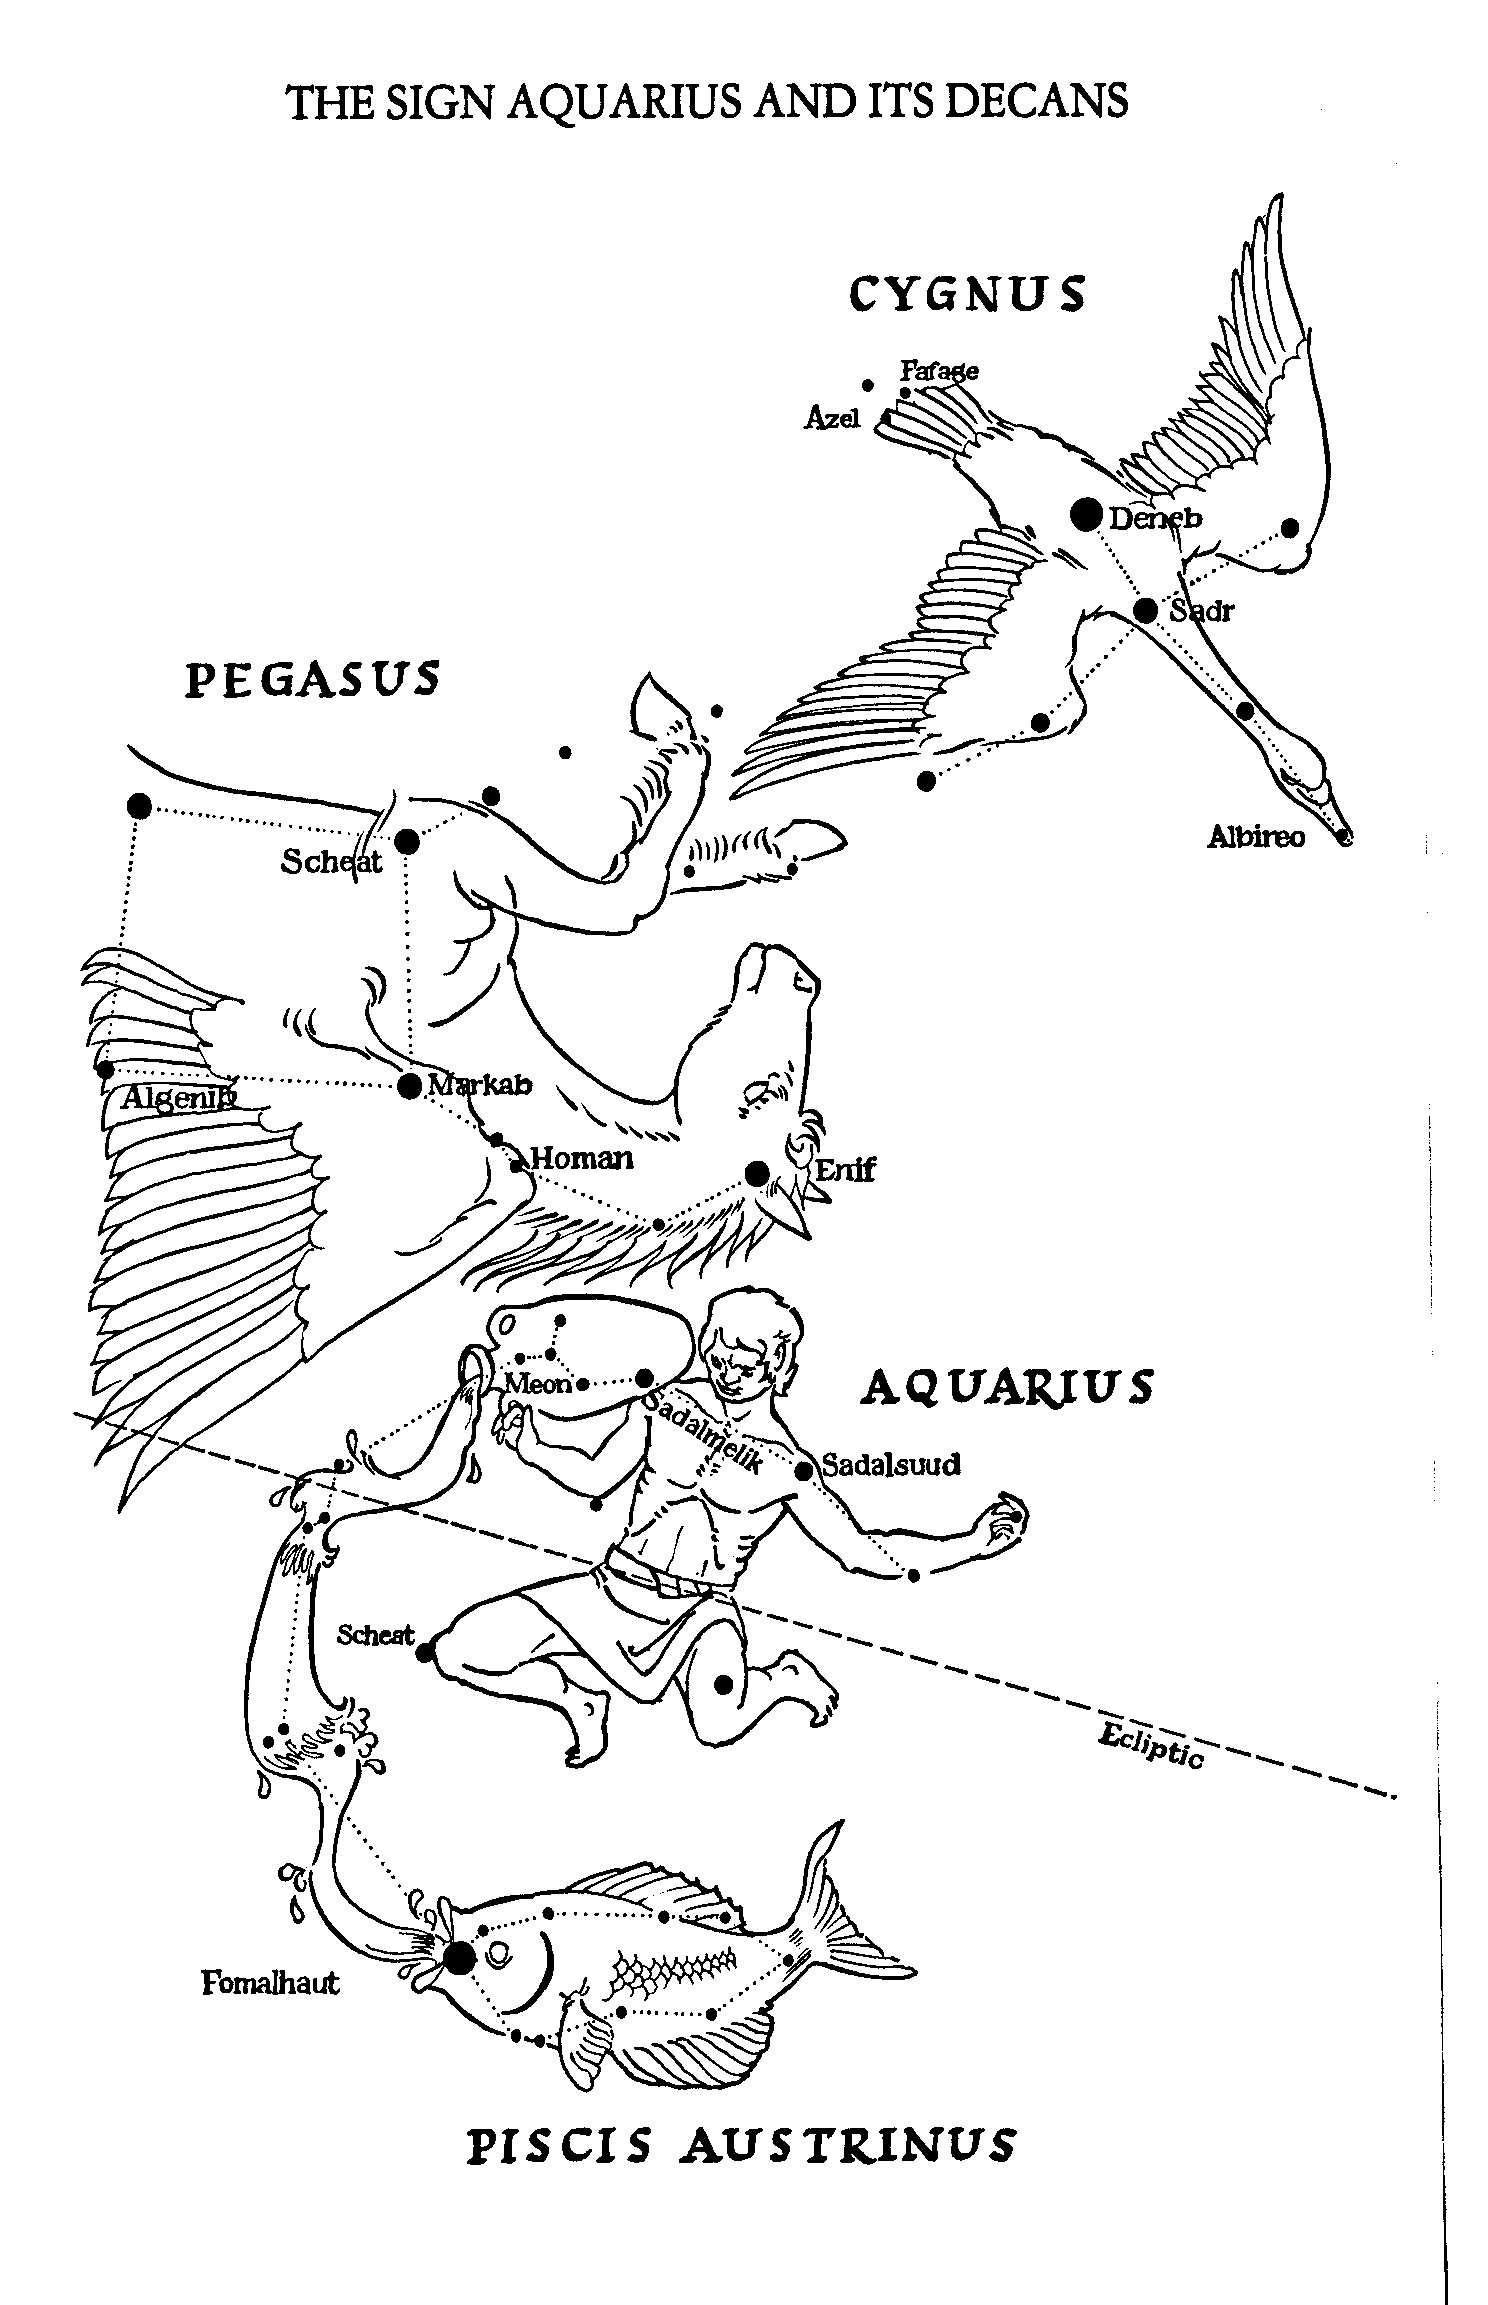 THE SIGN AQUARIUS AND ITS DECANS
CYGNUS
Fafage
Azel
Deneb
Sadr
PEGASUS
Albireo
Scheat
Algenib
Markab
Homan
Enif
Meon
AQUARIUS
Sadalmelik
Sadalsuud
Scheat
Ecliptic
Fomalhaut
PISCIS AUSTRINUS